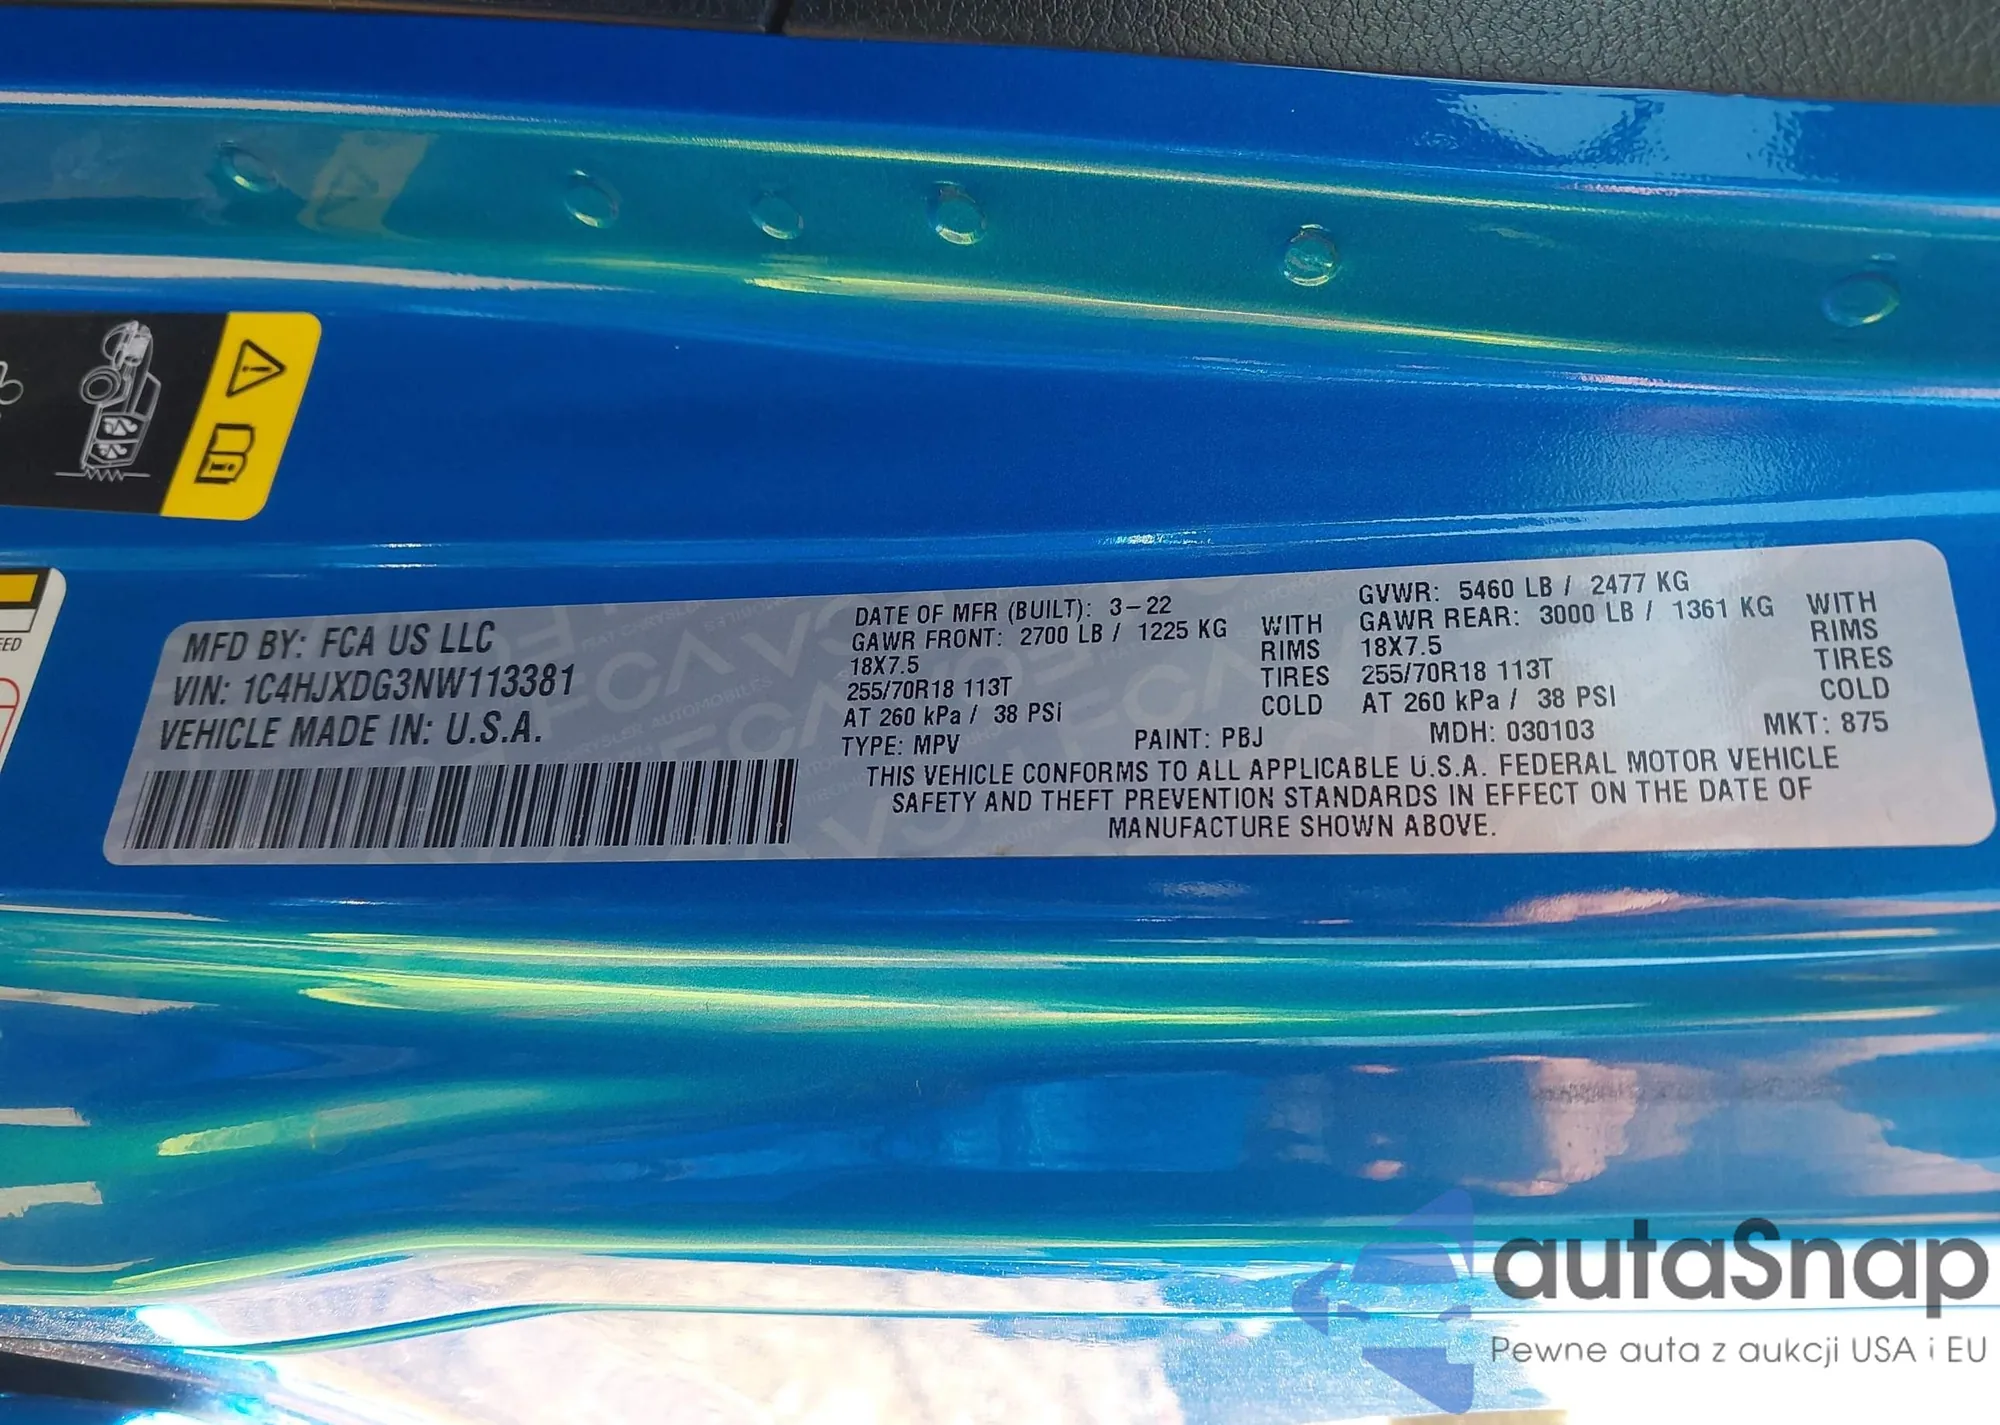 MFD BY: FCA US LLC
VIN: 1C4HJXDG3NW113381
VEHICLE MADE IN: U.S.A.
DATE OF MFR (BUILT): 3-22
GAWR FRONT: 2700 LB / 1225 KG WITH
18X7.5 RIMS
255/70R18 113T TIRES
AT 260 kPa / 38 PSi COLD
GVWR: 5460 LB / 2477 KG
GAWR REAR: 3000 LB / 1361 KG WITH
18X7.5 RIMS
255/70R18 113T TIRES
AT 260 kPa / 38 PSI COLD
TYPE: MPV PAINT: PBJ MDH: 030103 MKT: 875
THIS VEHICLE CONFORMS TO ALL APPLICABLE U.S.A. FEDERAL MOTOR VEHICLE
SAFETY AND THEFT PREVENTION STANDARDS IN EFFECT ON THE DATE OF
MANUFACTURE SHOWN ABOVE.
autaSnap
Pewne auta z aukcji USA i EU